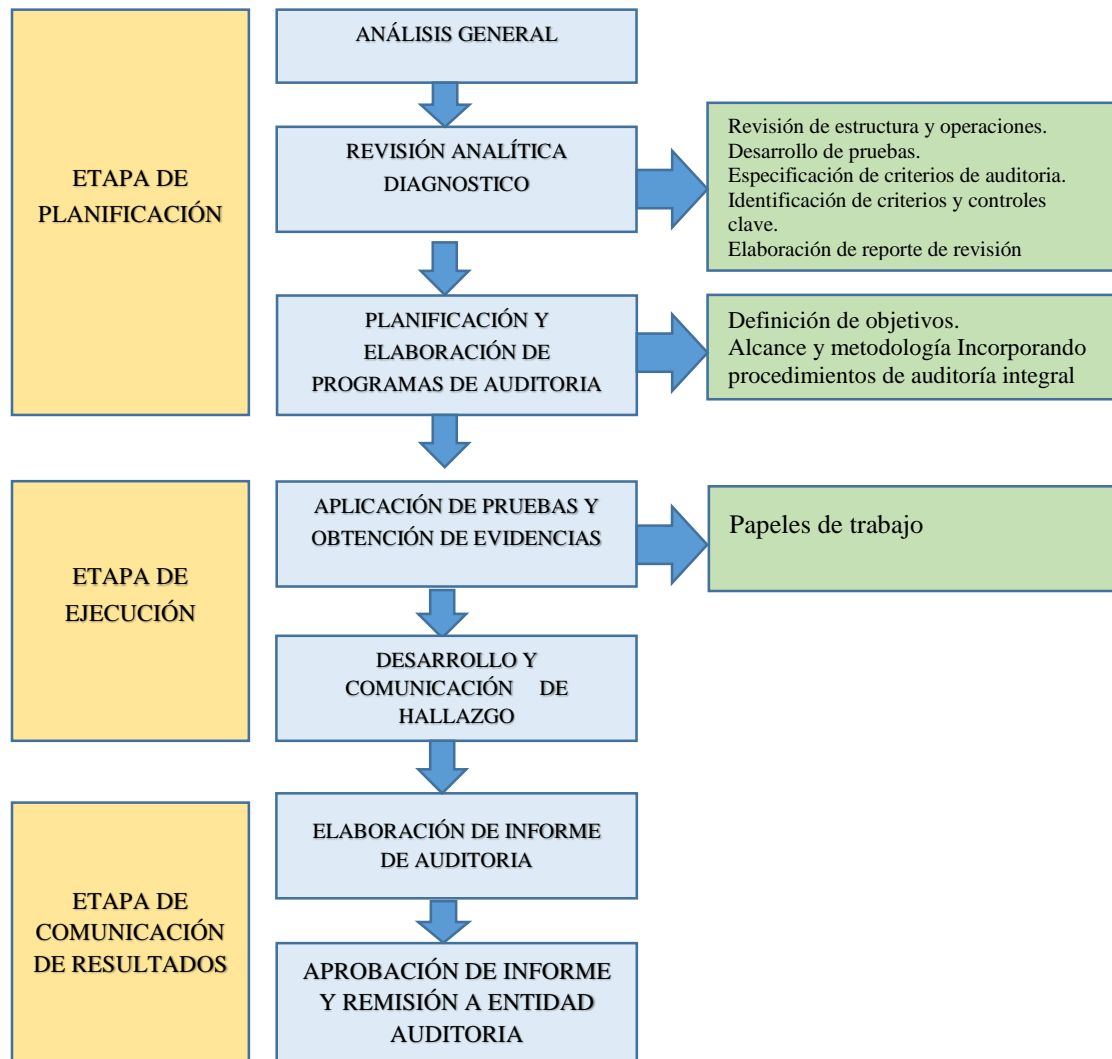 ANÁLISIS GENERAL
ETAPA DE
PLANIFICACIÓN
REVISIÓN ANALÍTICA
DIAGNOSTICO
Revisión de estructura y operaciones.
Desarrollo de pruebas.
Especificación de criterios de auditoria.
Identificación de criterios y controles
clave.
Elaboración de reporte de revisión
PLANIFICACIÓN Y
ELABORACIÓN DE
PROGRAMAS DE AUDITORIA
Definición de objetivos.
Alcance y metodología Incorporando
procedimientos de auditoría integral
ETAPA DE
EJECUCIÓN
APLICACIÓN DE PRUEBAS Y
OBTENCIÓN DE EVIDENCIAS
Papeles de trabajo
DESARROLLO Y
COMUNICACIÓN DE
HALLAZGO
ETAPA DE
COMUNICACIÓN
DE RESULTADOS
ELABORACIÓN DE INFORME
DE AUDITORIA
APROBACIÓN DE INFORME
Y REMISIÓN A ENTIDAD
AUDITORIA